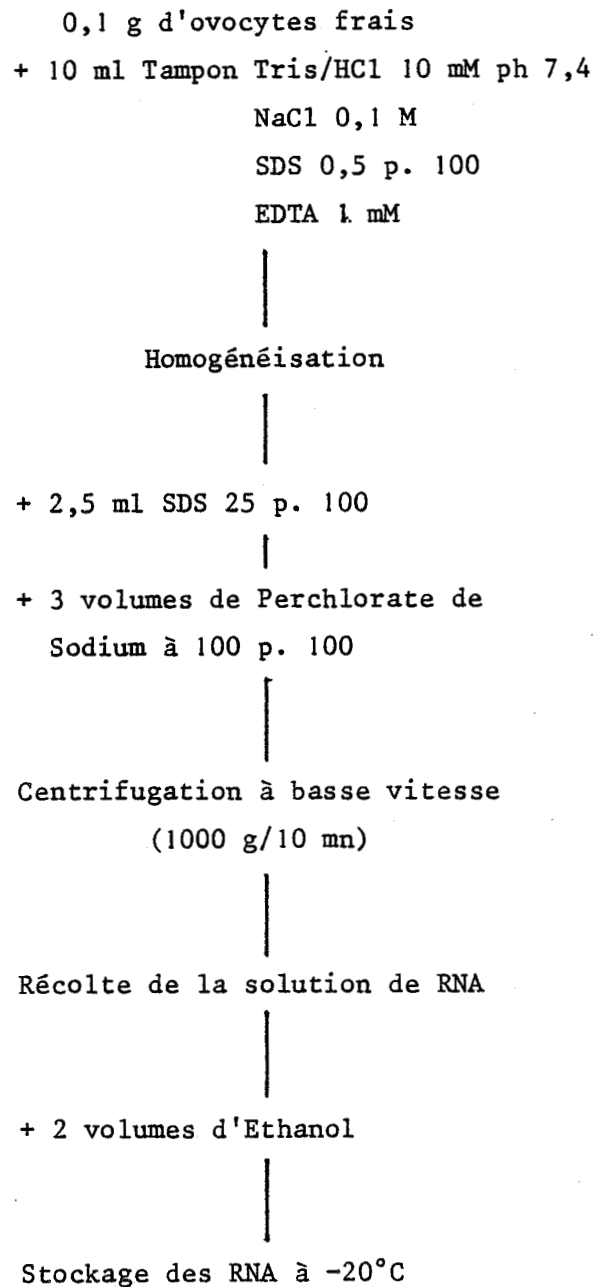 0,1 g d'ovocytes frais
+ 10 ml Tampon Tris/HCl 10 mM ph 7,4
NaCl 0,1 M
SDS 0,5 p. 100
EDTA 1 mM
Homogénéisation
+ 2,5 ml SDS 25 p. 100
+ 3 volumes de Perchlorate de
Sodium à 100 p. 100
Centrifugation à basse vitesse
(1000 g/10 mn)
Récolte de la solution de RNA
+ 2 volumes d'Ethanol
Stockage des RNA à -20°C